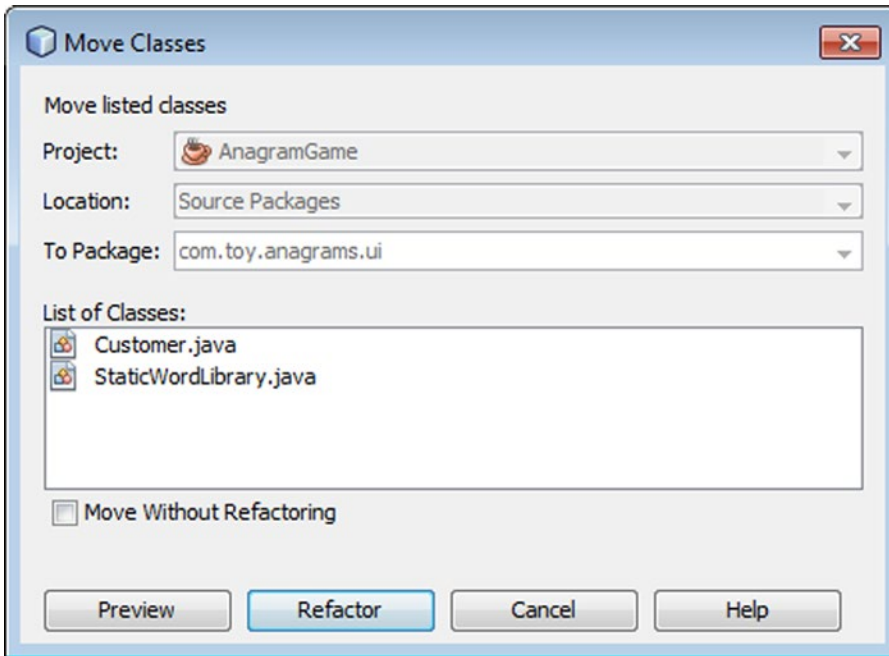 Move Classes
Move listed classes
Project: AnagramGame
Location: Source Packages
To Package: com.toy.anagrams.ui
List of Classes:
Customer.java
StaticWordLibrary.java
Move Without Refactoring
Preview Refactor Cancel Help